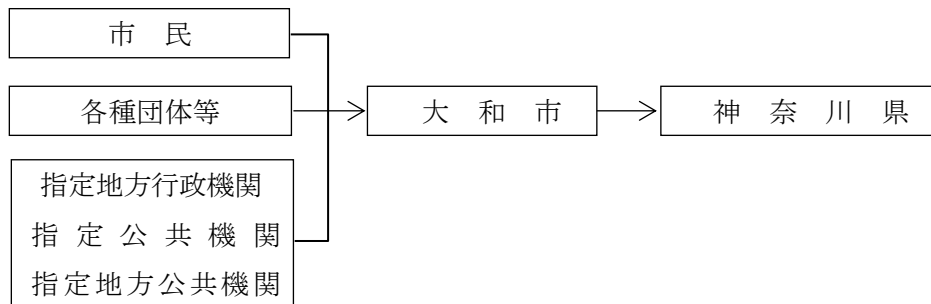 市　民
各種団体等
大　和　市
神　奈　川　県
指定地方行政機関
指定公共機関
指定地方公共機関